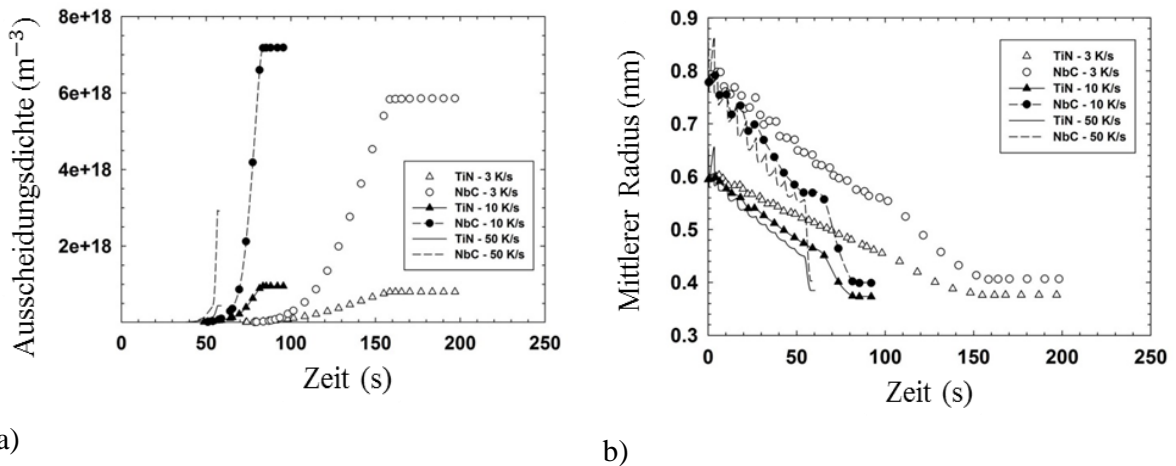 Ausscheidungsdichte (m⁻³)
8e+18
6e+18
4e+18
2e+18
TiN - 3 K/s
NbC - 3 K/s
TiN - 10 K/s
NbC - 10 K/s
TiN - 50 K/s
NbC - 50 K/s
0 50 100 150 200 250
Zeit (s)
a)
Mittlerer Radius (nm)
0.9
0.8
0.7
0.6
0.5
0.4
0.3
TiN - 3 K/s
NbC - 3 K/s
TiN - 10 K/s
NbC - 10 K/s
TiN - 50 K/s
NbC - 50 K/s
0 50 100 150 200 250
Zeit (s)
b)